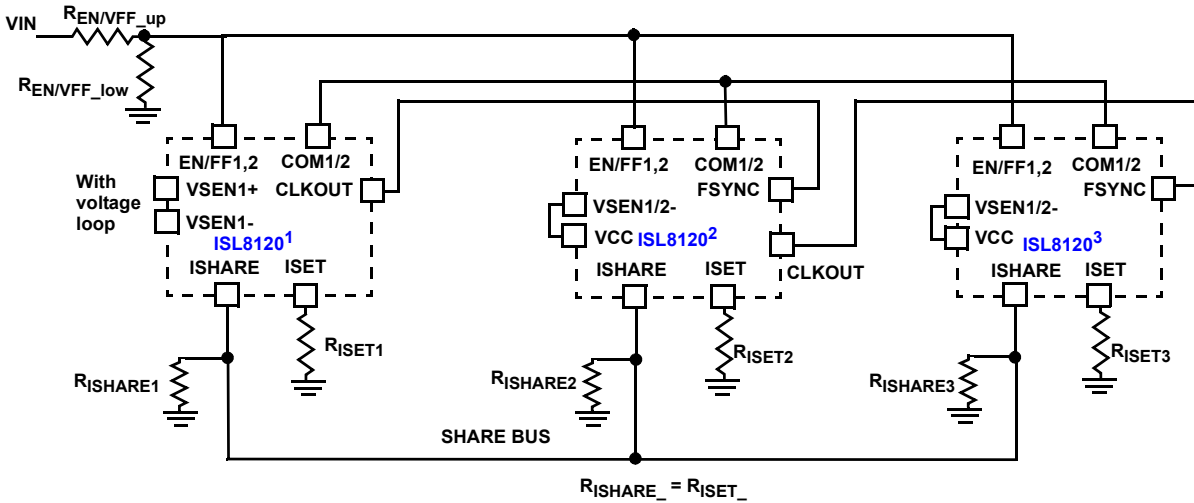 VIN
REN/VFF_up
REN/VFF_low
EN/FF1,2
COM1/2
With
voltage
loop
VSEN1+
CLKOUT
VSEN1-
ISL8120¹
ISHARE
ISET
RISET1
RISHARE1
EN/FF1,2
COM1/2
FSYNC
VSEN1/2-
VCC
ISL8120²
ISHARE
ISET
CLKOUT
RISET2
RISHARE2
EN/FF1,2
COM1/2
FSYNC
VSEN1/2-
VCC
ISL8120³
ISHARE
ISET
RISET3
RISHARE3
SHARE BUS
RISHARE_ = RISET_